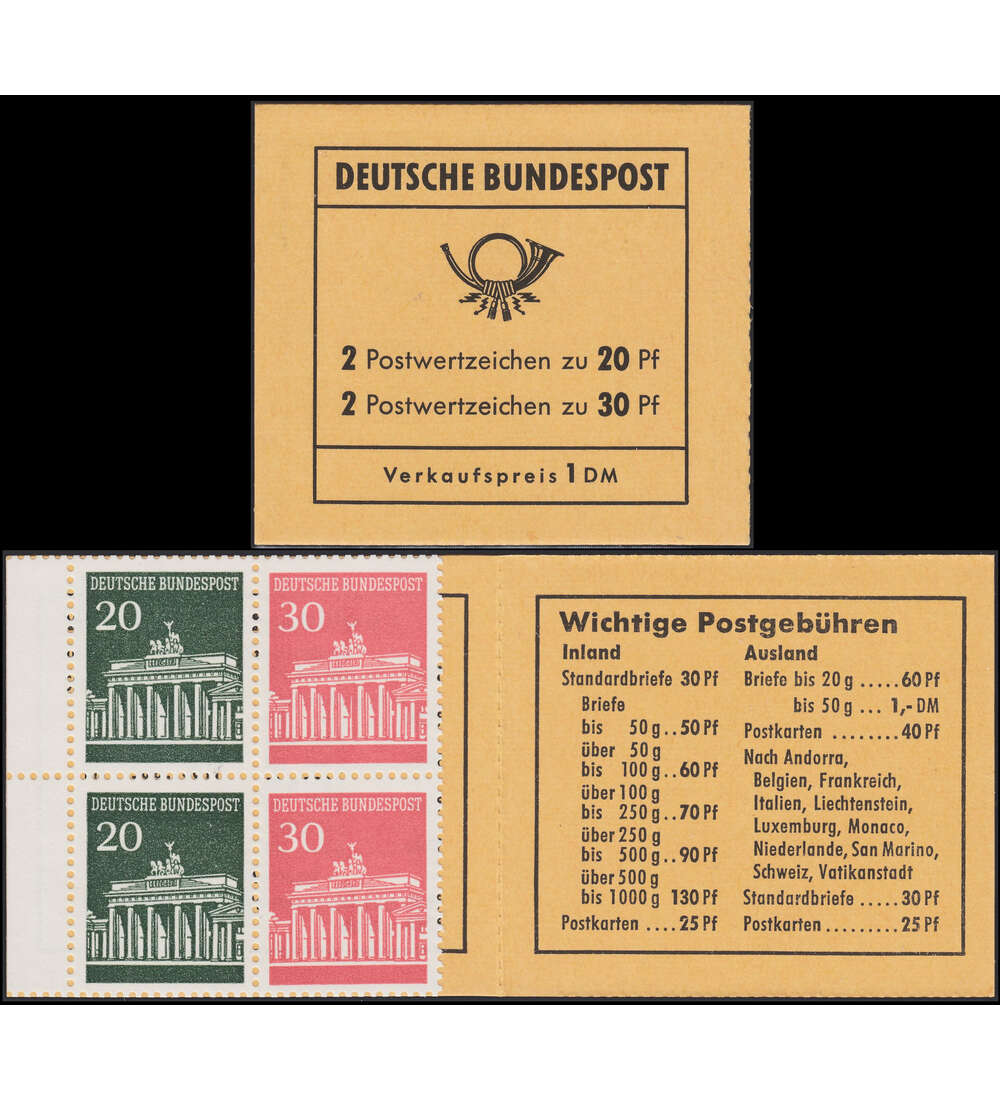 DEUTSCHE BUNDESPOST
2 Postwertzeichen zu 20 Pf
2 Postwertzeichen zu 30 Pf
Verkaufspreis 1 DM
DEUTSCHE BUNDESPOST
20
DEUTSCHE BUNDESPOST
30
DEUTSCHE BUNDESPOST
20
DEUTSCHE BUNDESPOST
30
Wichtige Postgebühren
Inland
Standardbriefe 30 Pf
Briefe
bis 50 g .. 50 Pf
über 50 g
bis 100 g .. 60 Pf
über 100 g
bis 250 g .. 70 Pf
über 250 g
bis 500 g .. 90 Pf
über 500 g
bis 1000 g 130 Pf
Postkarten .... 25 Pf
Ausland
Briefe bis 20 g ..... 60 Pf
bis 50 g ... 1,- DM
Postkarten ........ 40 Pf
Nach Andorra,
Belgien, Frankreich,
Italien, Liechtenstein,
Luxemburg, Monaco,
Niederlande, San Marino,
Schweiz, Vatikanstadt
Standardbriefe ..... 30 Pf
Postkarten ......... 25 Pf